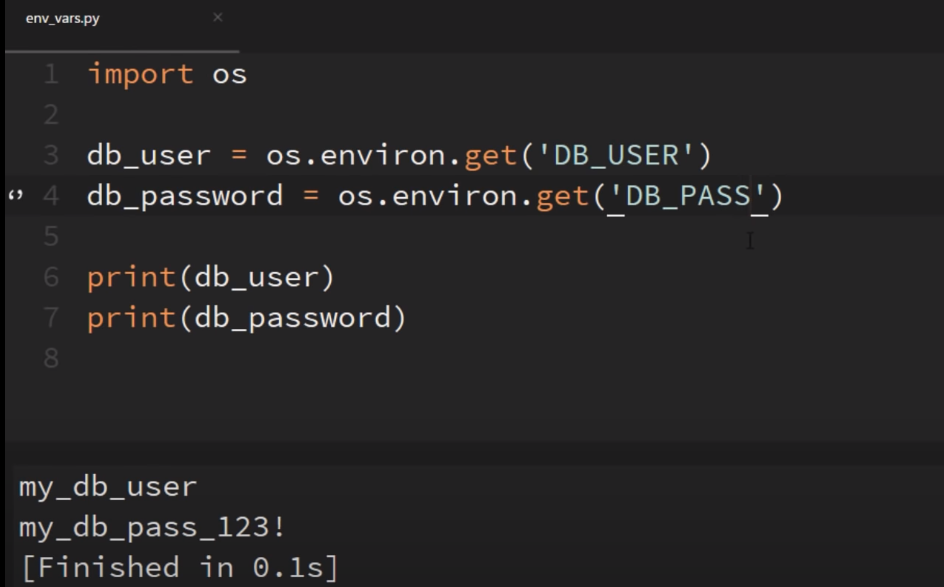 env_vars.py ×
1 import os
2
3 db_user = os.environ.get('DB_USER')
4 db_password = os.environ.get('DB_PASS')
5
6 print(db_user)
7 print(db_password)
8
my_db_user
my_db_pass_123!
[Finished in 0.1s]